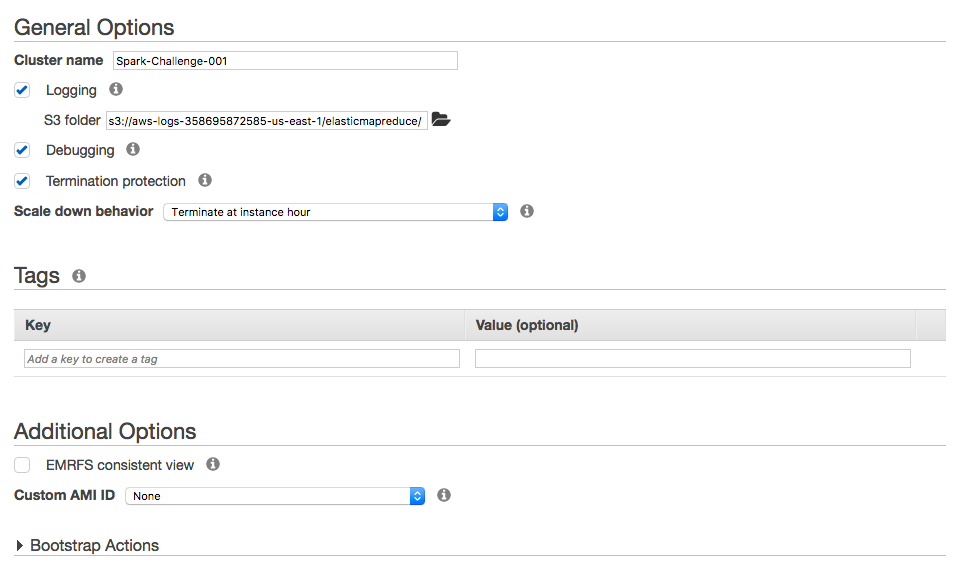 General Options
Cluster name Spark-Challenge-001
Logging
S3 folder s3://aws-logs-358695872585-us-east-1/elasticmapreduce/
Debugging
Termination protection
Scale down behavior Terminate at instance hour
Tags
Key Value (optional)
Add a key to create a tag
Additional Options
EMRFS consistent view
Custom AMI ID None
Bootstrap Actions